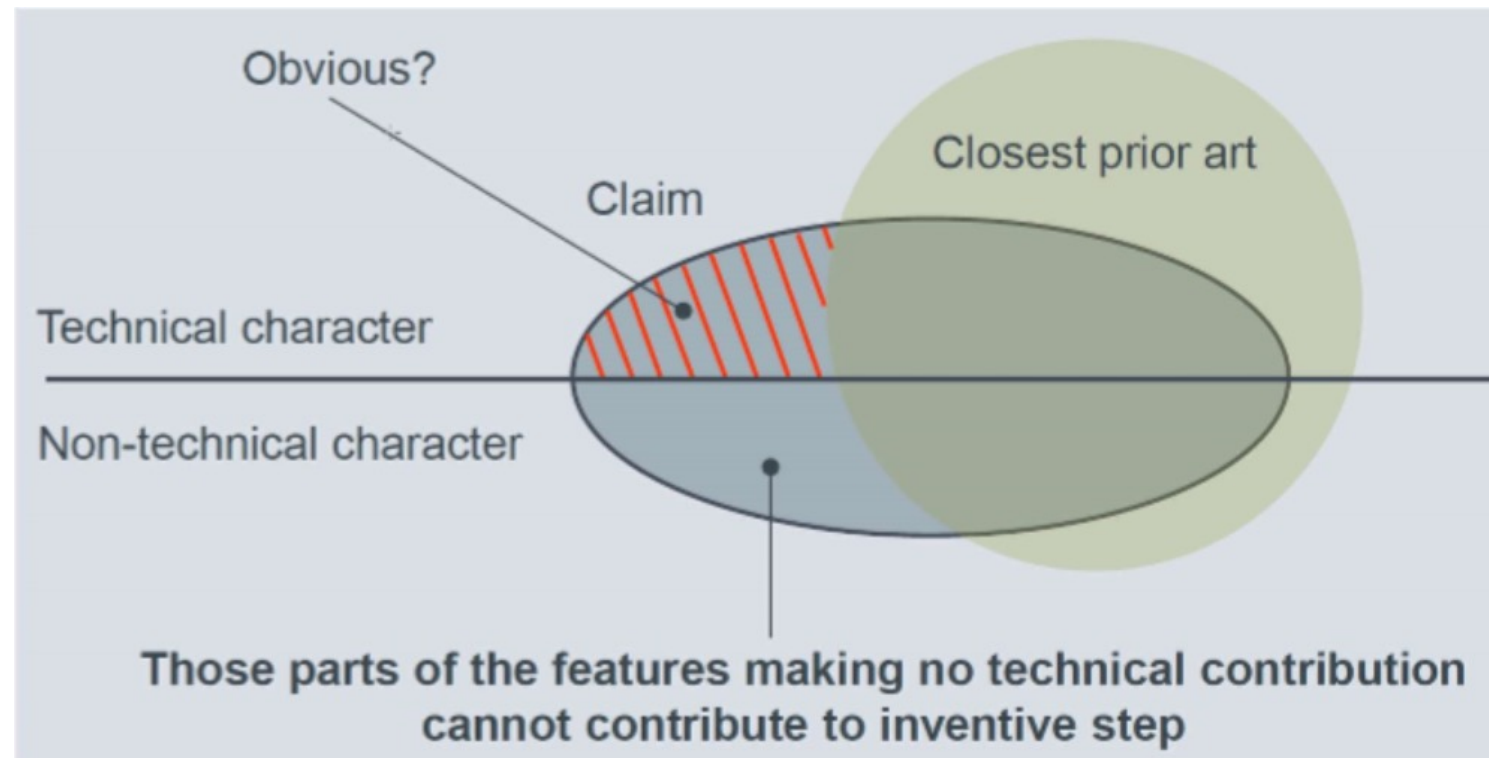 Obvious?
Closest prior art
Claim
Technical character
Non-technical character
Those parts of the features making no technical contribution
cannot contribute to inventive step